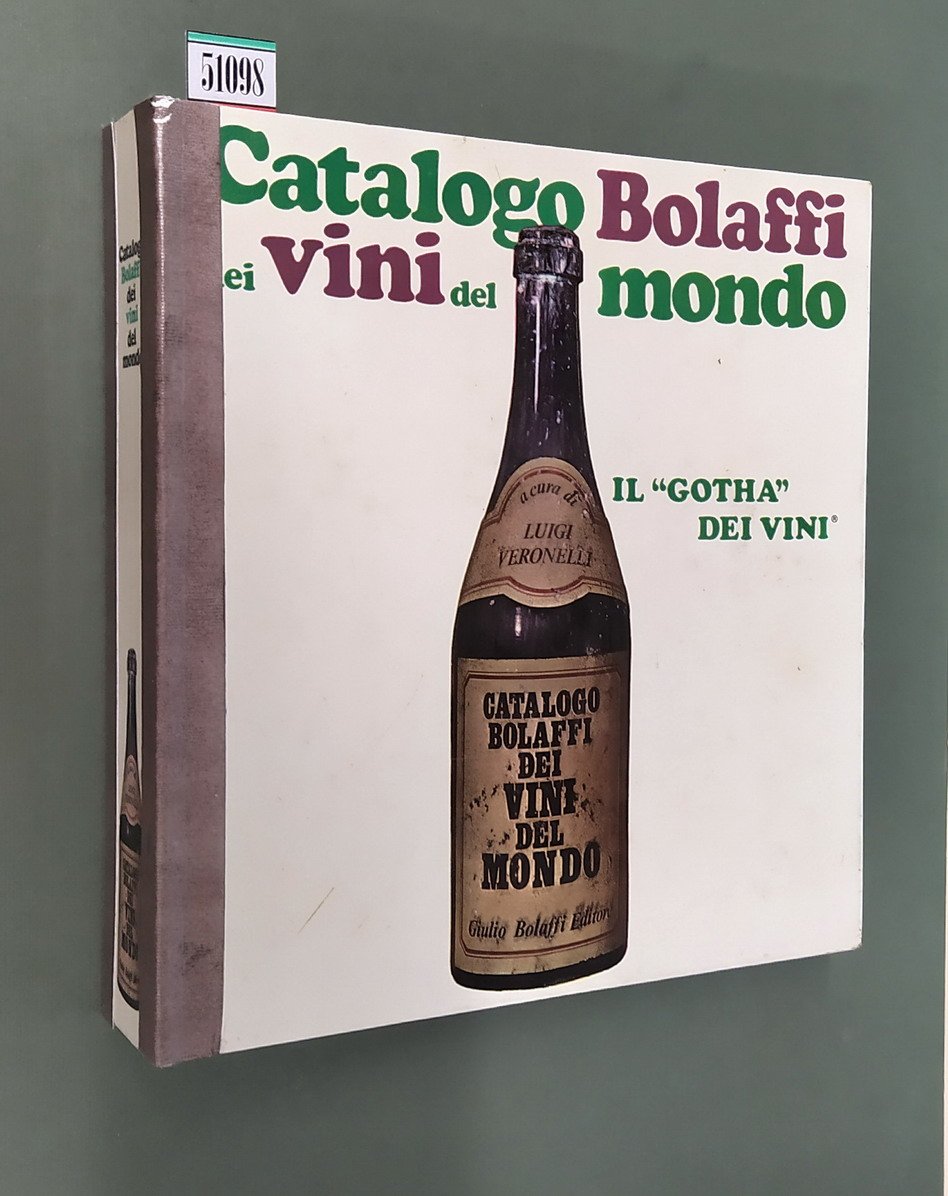 51098
Catalogo Bolaffi
ei vini del mondo
IL “GOTHA”
DEI VINI®
a cura di
LUIGI
VERONELLI
CATALOGO
BOLAFFI
DEI
VINI
DEL
MONDO
Giulio Bolaffi Editore
Catalogo
Bolaffi
dei
vini
del
mondo